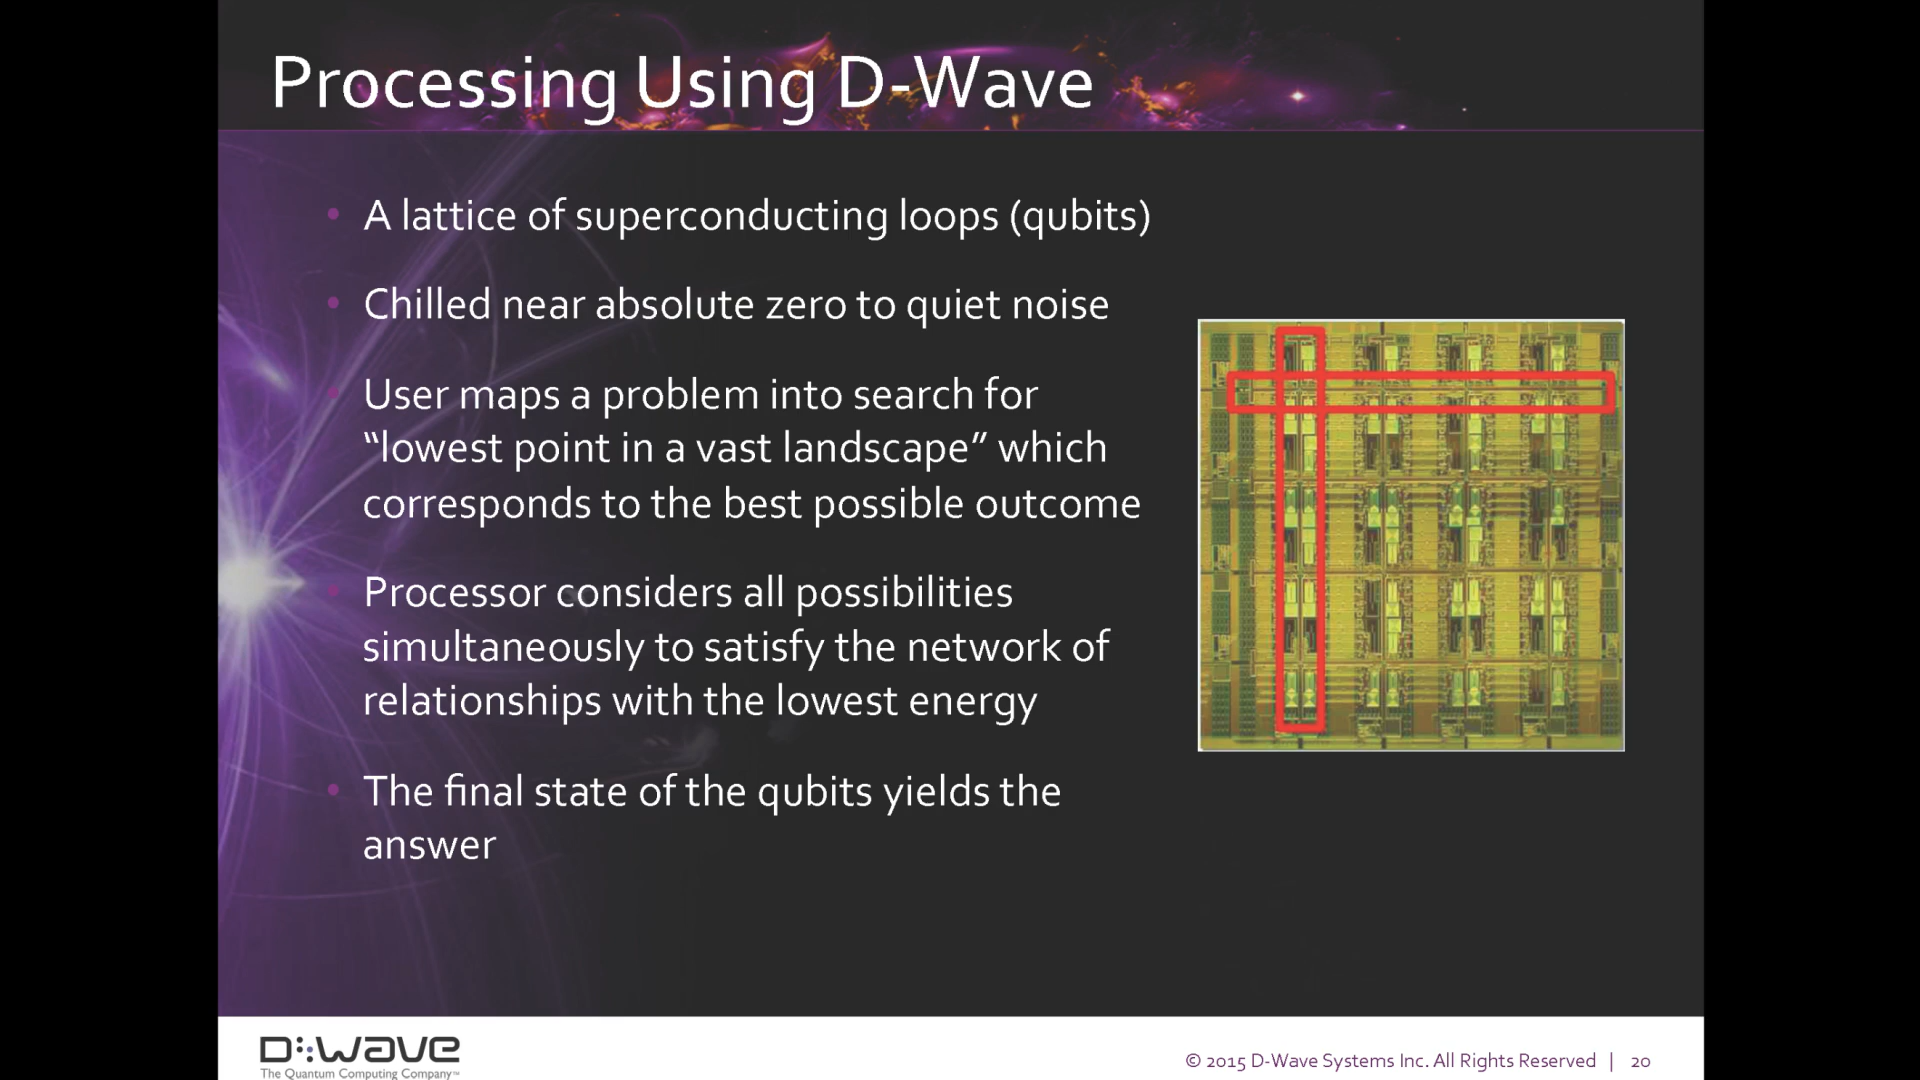 Processing Using D-Wave
• A lattice of superconducting loops (qubits)
• Chilled near absolute zero to quiet noise
• User maps a problem into search for
“lowest point in a vast landscape” which
corresponds to the best possible outcome
• Processor considers all possibilities
simultaneously to satisfy the network of
relationships with the lowest energy
• The final state of the qubits yields the
answer
D:wave
The Quantum Computing Company™
© 2015 D-Wave Systems Inc. All Rights Reserved | 20